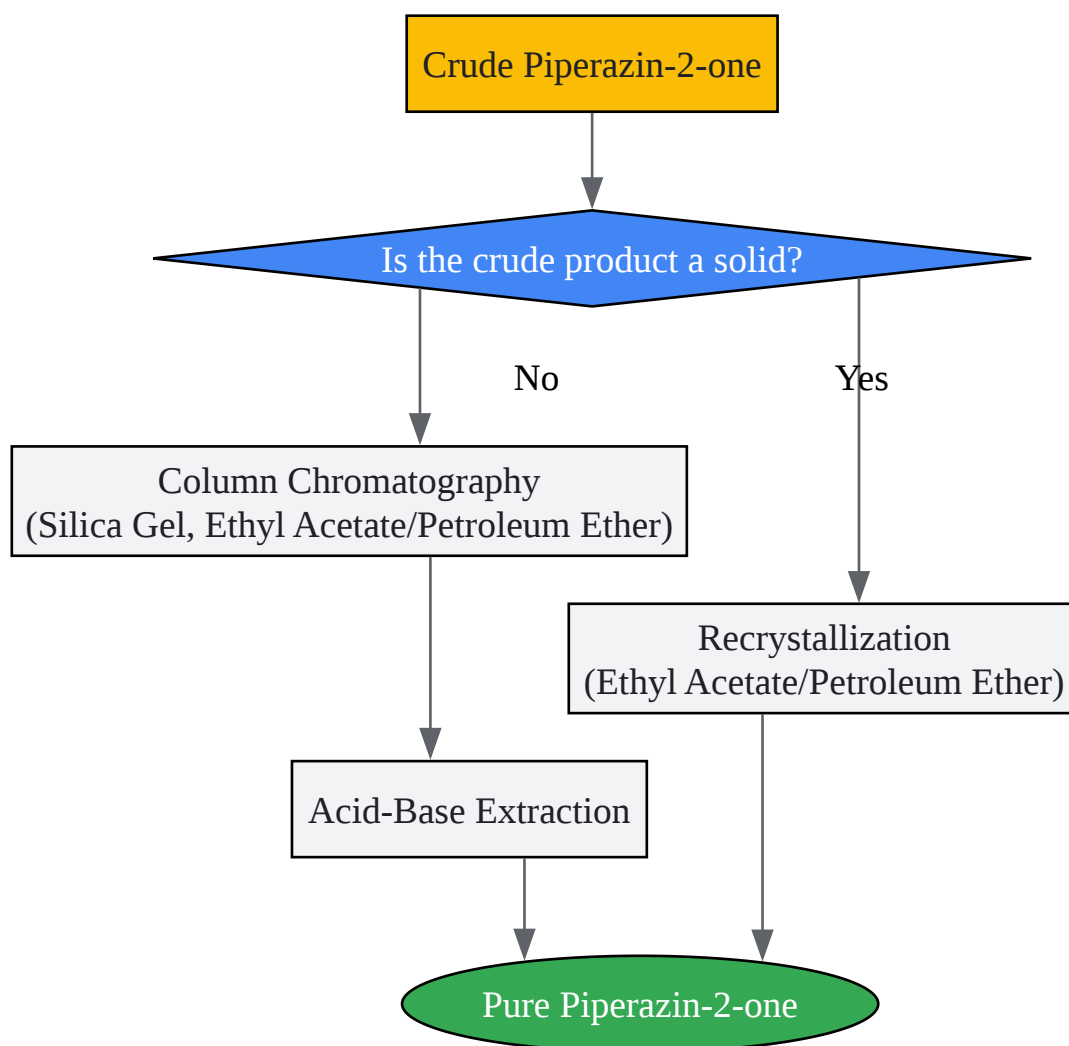 Crude Piperazin-2-one
Is the crude product a solid?
No
Yes
Column Chromatography
(Silica Gel, Ethyl Acetate/Petroleum Ether)
Recrystallization
(Ethyl Acetate/Petroleum Ether)
Acid-Base Extraction
Pure Piperazin-2-one